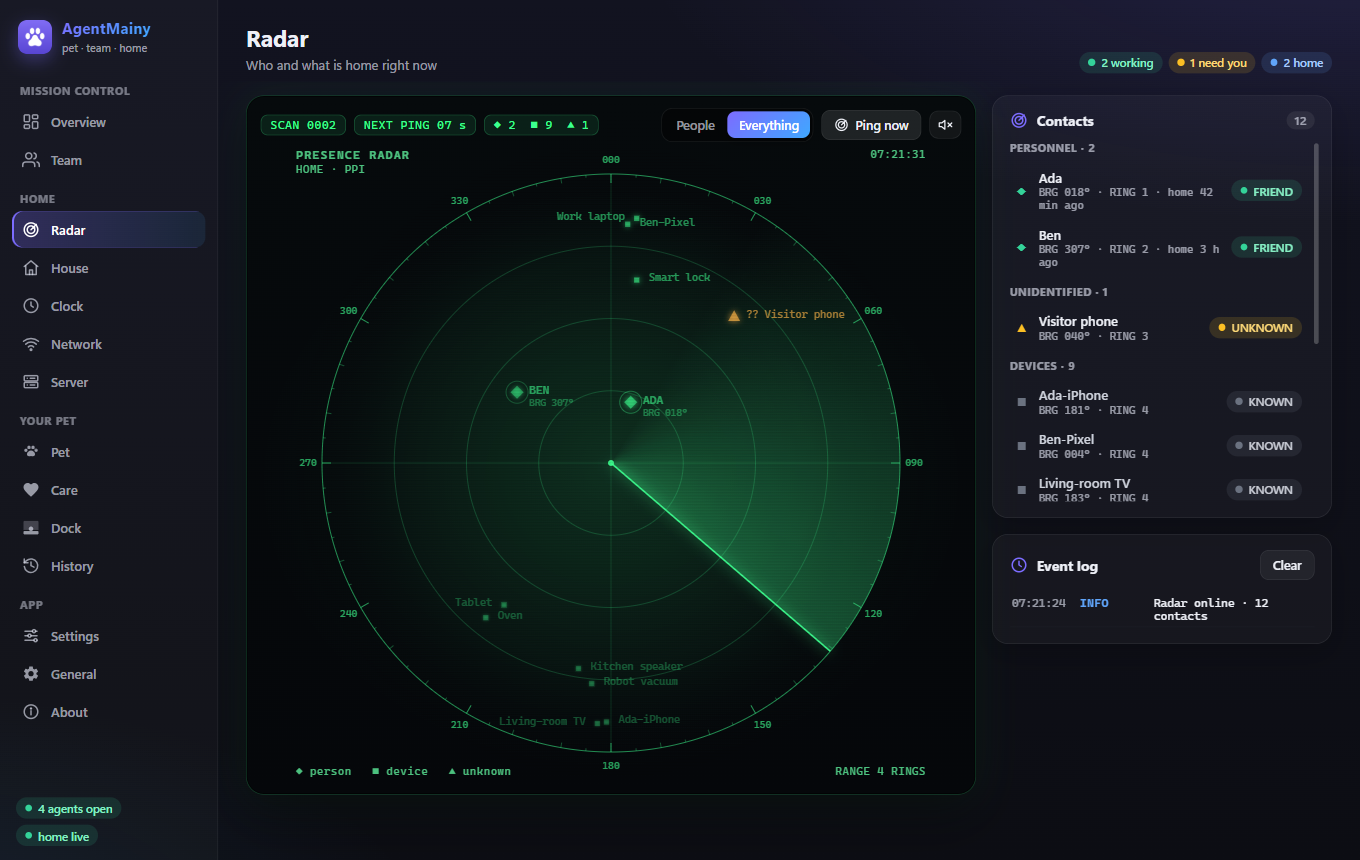 AgentMainy
pet · team · home
MISSION CONTROL
Overview
Team
HOME
Radar
House
Clock
Network
Server
YOUR PET
Pet
Care
Dock
History
APP
Settings
General
About
4 agents open
home live
Radar
Who and what is home right now
2 working
1 need you
2 home
SCAN 0002
NEXT PING 07 s
◆ 2 ■ 9 ▲ 1
People
Everything
Ping now
PRESENCE RADAR
HOME · PPI
07:21:31
000
030
060
090
120
150
180
210
240
270
300
330
Work laptop
Ben-Pixel
Smart lock
?? Visitor phone
BEN
BRG 307°
ADA
BRG 018°
Tablet
Oven
Kitchen speaker
Robot vacuum
Living-room TV
Ada-iPhone
◆ person
■ device
▲ unknown
RANGE 4 RINGS
Contacts
12
PERSONNEL · 2
Ada
BRG 018° · RING 1 · home 42
min ago
FRIEND
Ben
BRG 307° · RING 2 · home 3 h
ago
FRIEND
UNIDENTIFIED · 1
Visitor phone
BRG 040° · RING 3
UNKNOWN
DEVICES · 9
Ada-iPhone
BRG 181° · RING 4
KNOWN
Ben-Pixel
BRG 004° · RING 4
KNOWN
Living-room TV
BRG 183° · RING 4
KNOWN
Event log
Clear
07:21:24 INFO Radar online · 12
contacts